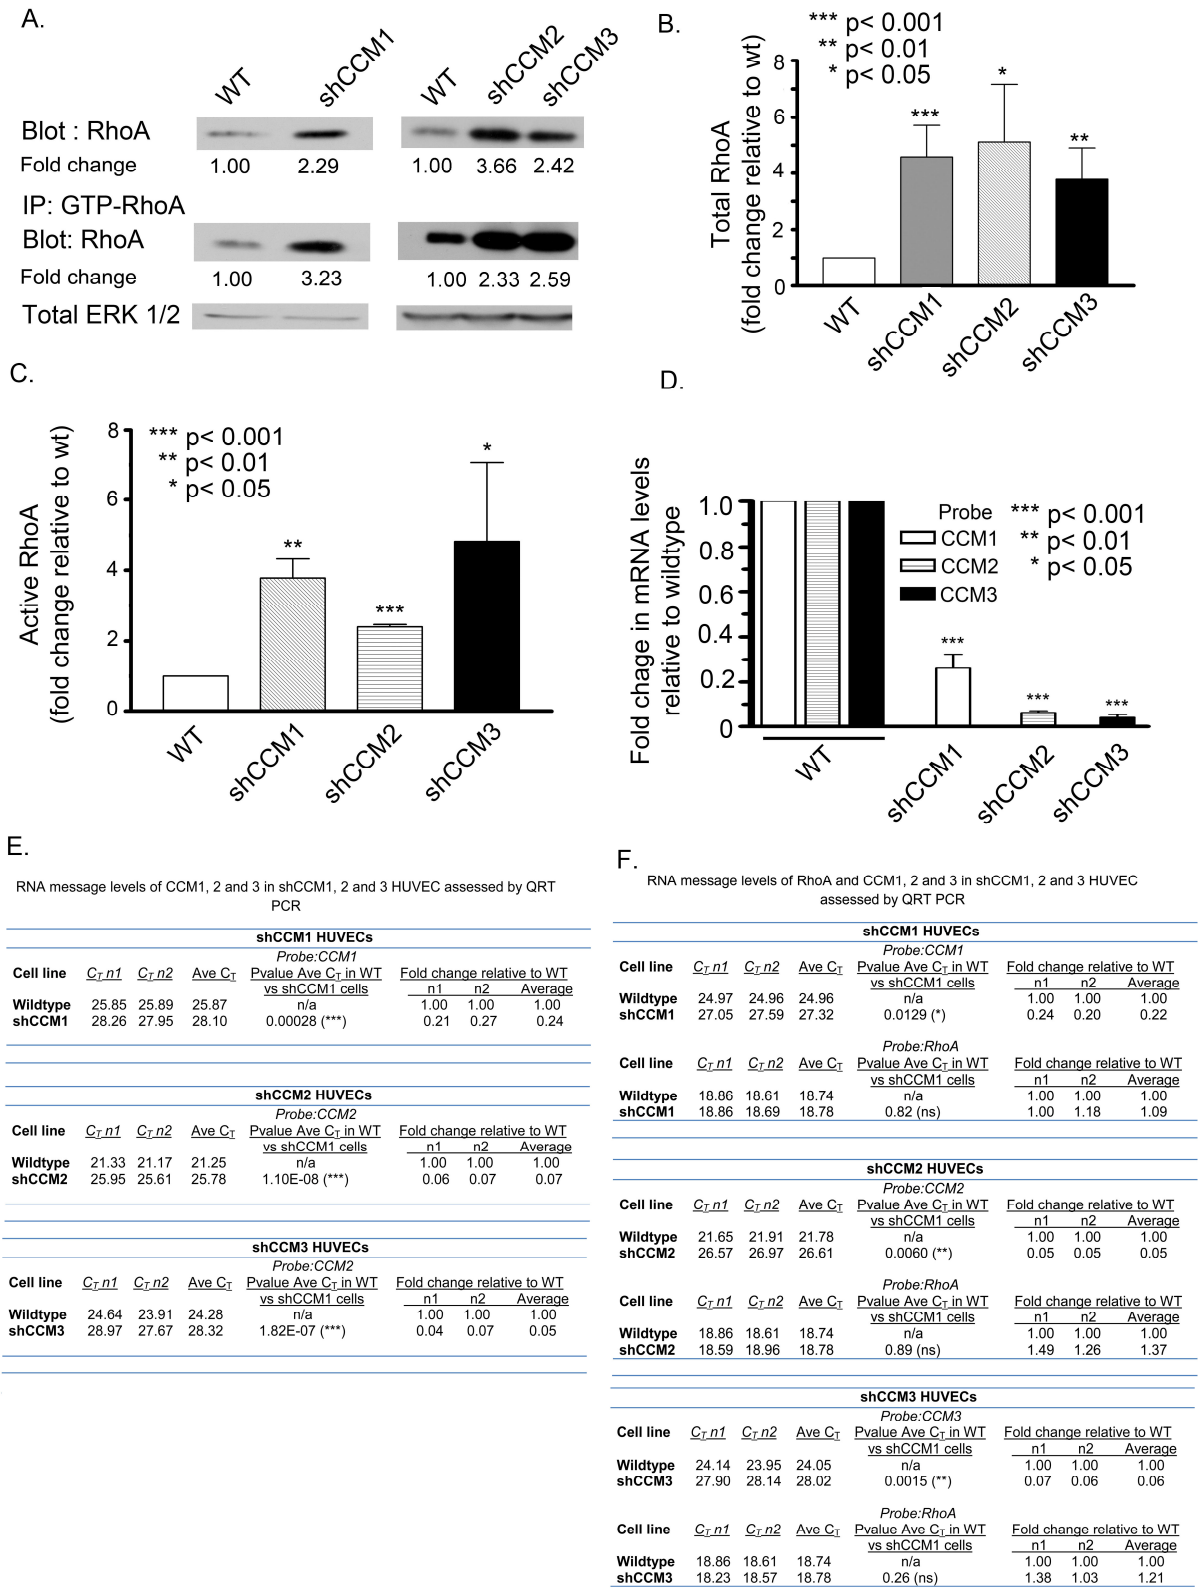 A.
WT
shCCM1
WT
shCCM2
shCCM3
Blot : RhoA
Fold change
1.00 2.29 1.00 3.66 2.42
IP: GTP-RhoA
Blot: RhoA
Fold change
1.00 3.23 1.00 2.33 2.59
Total ERK 1/2
B.
*** p< 0.001
** p< 0.01
* p< 0.05
Total RhoA
(fold change relative to wt)
8
6
4
2
0
***
*
**
WT
shCCM1
shCCM2
shCCM3
C.
*** p< 0.001
** p< 0.01
* p< 0.05
Active RhoA
(fold change relative to wt)
8
6
4
2
0
**
***
*
WT
shCCM1
shCCM2
shCCM3
D.
Fold chage in mRNA levels
relative to wildtype
1.0
0.8
0.6
0.4
0.2
0
Probe
CCM1
CCM2
CCM3
*** p< 0.001
** p< 0.01
* p< 0.05
***
***
***
WT
shCCM1
shCCM2
shCCM3
E.
RNA message levels of CCM1, 2 and 3 in shCCM1, 2 and 3 HUVEC assessed by QRT
PCR
shCCM1 HUVECs
Probe:CCM1
Cell line CT n1 CT n2 Ave CT Pvalue Ave CT in WT Fold change relative to WT
vs shCCM1 cells n1 n2 Average
Wildtype 25.85 25.89 25.87 n/a 1.00 1.00 1.00
shCCM1 28.26 27.95 28.10 0.00028 (***) 0.21 0.27 0.24
shCCM2 HUVECs
Probe:CCM2
Cell line CT n1 CT n2 Ave CT Pvalue Ave CT in WT Fold change relative to WT
vs shCCM1 cells n1 n2 Average
Wildtype 21.33 21.17 21.25 n/a 1.00 1.00 1.00
shCCM2 25.95 25.61 25.78 1.10E-08 (***) 0.06 0.07 0.07
shCCM3 HUVECs
Probe:CCM2
Cell line CT n1 CT n2 Ave CT Pvalue Ave CT in WT Fold change relative to WT
vs shCCM1 cells n1 n2 Average
Wildtype 24.64 23.91 24.28 n/a 1.00 1.00 1.00
shCCM3 28.97 27.67 28.32 1.82E-07 (***) 0.04 0.07 0.05
F.
RNA message levels of RhoA and CCM1, 2 and 3 in shCCM1, 2 and 3 HUVEC
assessed by QRT PCR
shCCM1 HUVECs
Probe:CCM1
Cell line CT n1 CT n2 Ave CT Pvalue Ave CT in WT Fold change relative to WT
vs shCCM1 cells n1 n2 Average
Wildtype 24.97 24.96 24.96 n/a 1.00 1.00 1.00
shCCM1 27.05 27.59 27.32 0.0129 (*) 0.24 0.20 0.22
Probe:RhoA
Cell line CT n1 CT n2 Ave CT Pvalue Ave CT in WT Fold change relative to WT
vs shCCM1 cells n1 n2 Average
Wildtype 18.86 18.61 18.74 n/a 1.00 1.00 1.00
shCCM1 18.86 18.69 18.78 0.82 (ns) 1.00 1.18 1.09
shCCM2 HUVECs
Probe:CCM2
Cell line CT n1 CT n2 Ave CT Pvalue Ave CT in WT Fold change relative to WT
vs shCCM1 cells n1 n2 Average
Wildtype 21.65 21.91 21.78 n/a 1.00 1.00 1.00
shCCM2 26.57 26.97 26.61 0.0060 (**) 0.05 0.05 0.05
Probe:RhoA
Cell line CT n1 CT n2 Ave CT Pvalue Ave CT in WT Fold change relative to WT
vs shCCM1 cells n1 n2 Average
Wildtype 18.86 18.61 18.74 n/a 1.00 1.00 1.00
shCCM2 18.59 18.96 18.78 0.89 (ns) 1.49 1.26 1.37
shCCM3 HUVECs
Probe:CCM3
Cell line CT n1 CT n2 Ave CT Pvalue Ave CT in WT Fold change relative to WT
vs shCCM1 cells n1 n2 Average
Wildtype 24.14 23.95 24.05 n/a 1.00 1.00 1.00
shCCM3 27.90 28.14 28.02 0.0015 (**) 0.07 0.06 0.06
Probe:RhoA
Cell line CT n1 CT n2 Ave CT Pvalue Ave CT in WT Fold change relative to WT
vs shCCM1 cells n1 n2 Average
Wildtype 18.86 18.61 18.74 n/a 1.00 1.00 1.00
shCCM3 18.23 18.57 18.78 0.26 (ns) 1.38 1.03 1.21